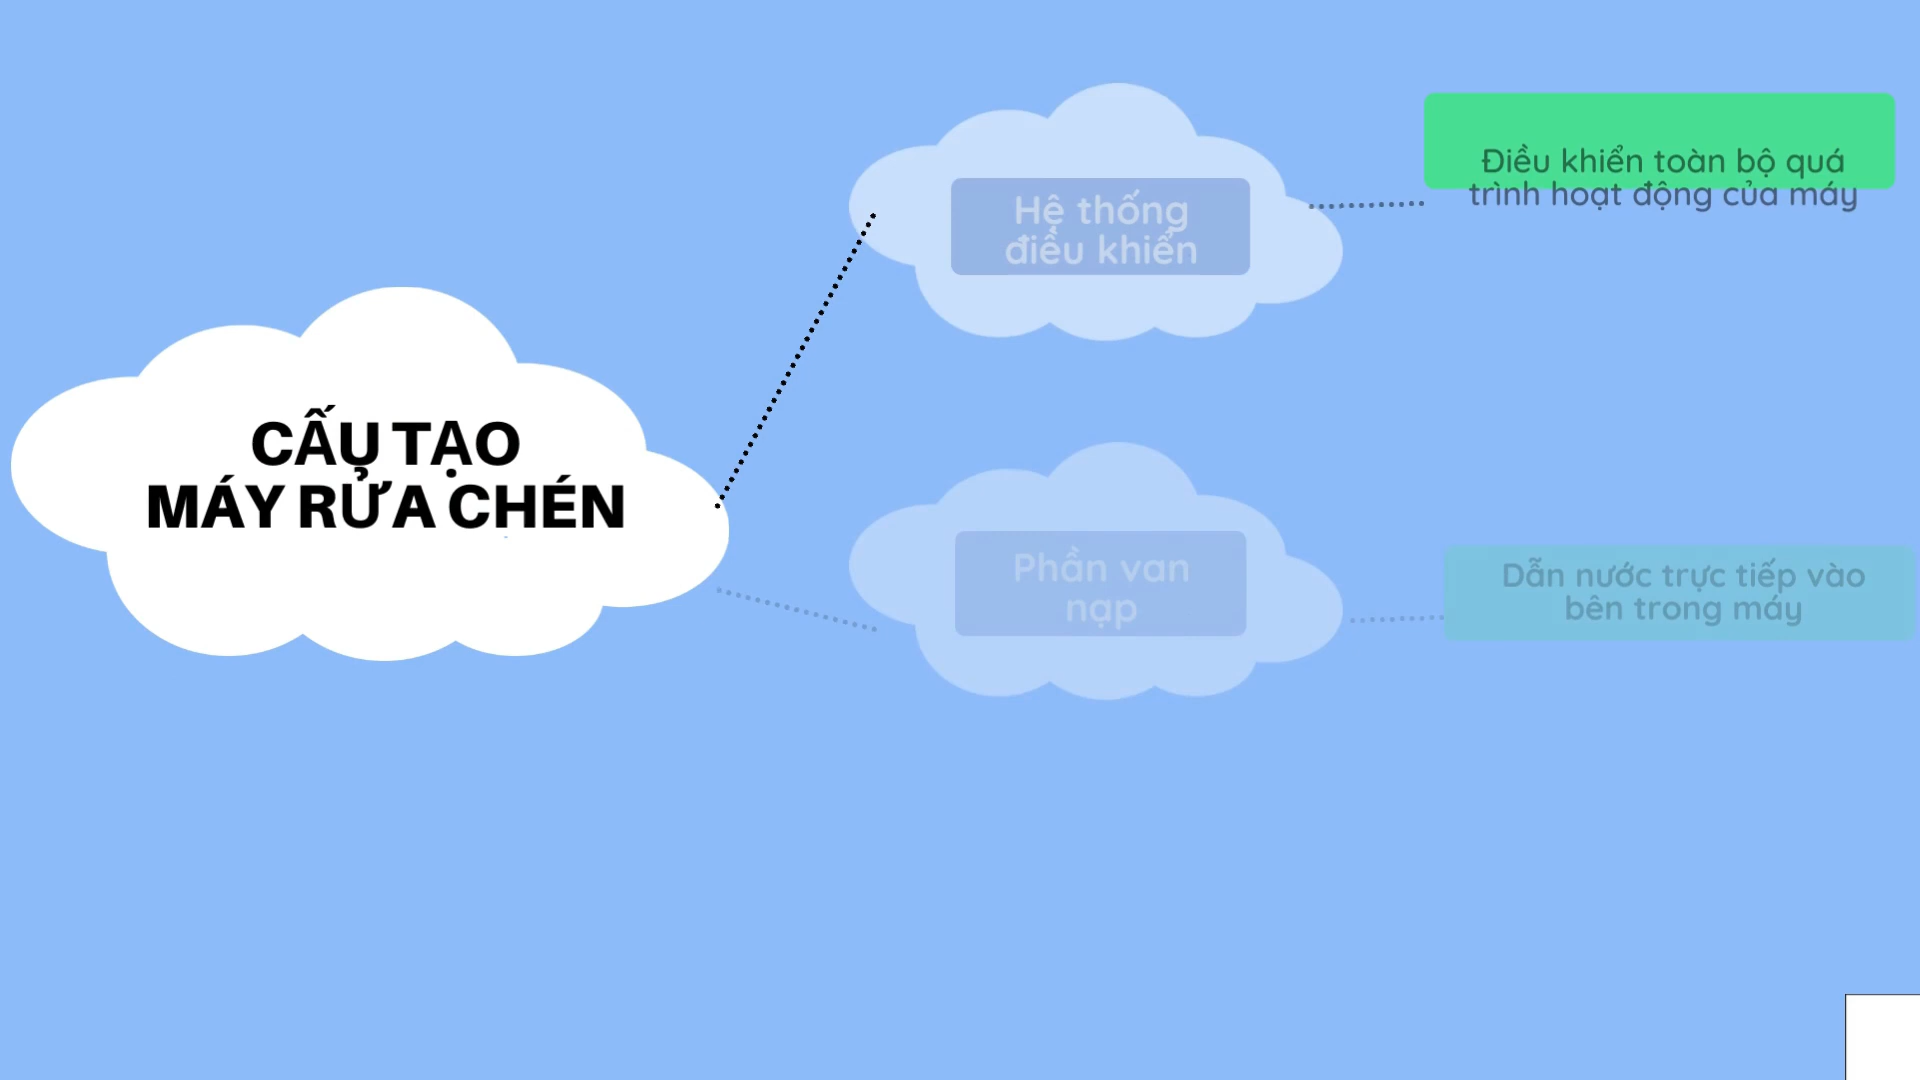 CẤU TẠO
MÁY RỬA CHÉN
Hệ thống
điều khiển
Điều khiển toàn bộ quá
trình hoạt động của máy
Phần van
nạp
Dẫn nước trực tiếp vào
bên trong máy